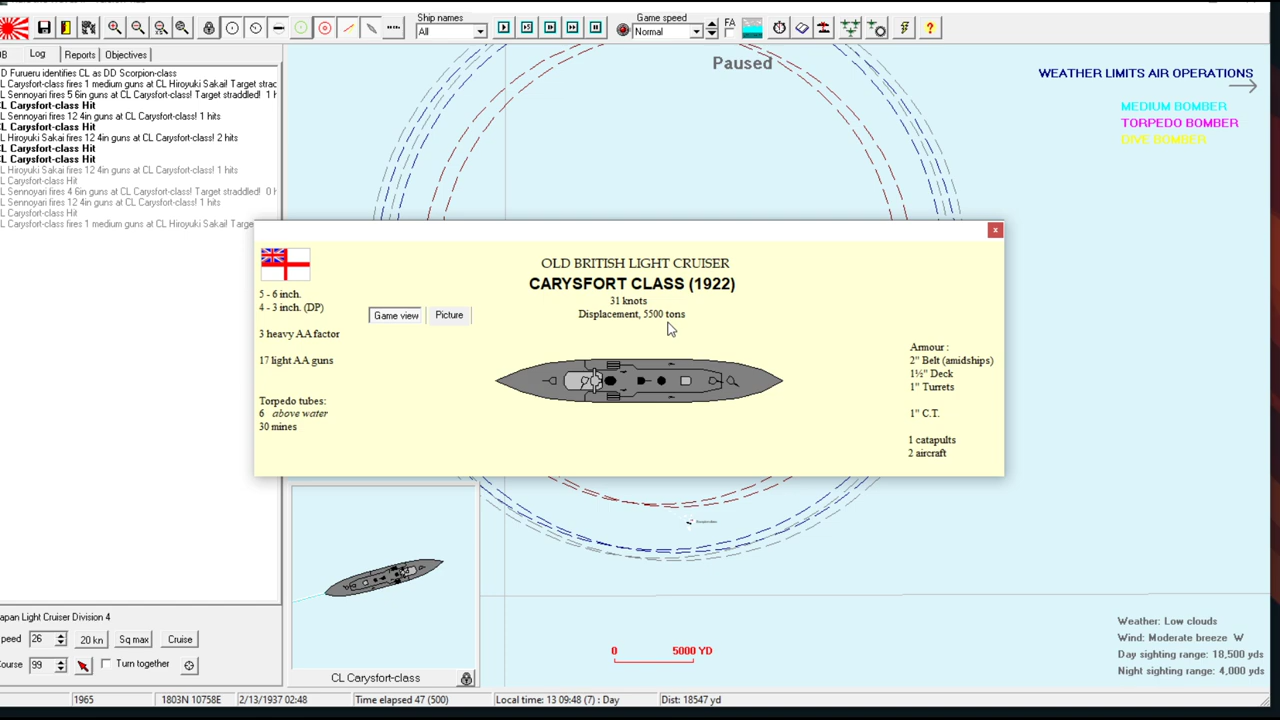 Ship names
All
Game speed
Normal
FA
OB
Log
Reports
Objectives
D Furueru identifies CL as DD Scorpion-class
L Carysfort-class fires 1 medium guns at CL Hiroyuki Sakai! Target strad
L Sennoyari fires 5 6in guns at CL Carysfort-class! Target straddled! 1 h
CL Carysfort-class Hit
L Sennoyari fires 12 4in guns at CL Carysfort-class! 1 hits
CL Carysfort-class Hit
L Hiroyuki Sakai fires 12 4in guns at CL Carysfort-class! 2 hits
CL Carysfort-class Hit
CL Carysfort-class Hit
L Hiroyuki Sakai fires 12 4in guns at CL Carysfort-class! 1 hits
L Carysfort-class Hit
L Sennoyari fires 4 6in guns at CL Carysfort-class! Target straddled! 0 h
L Sennoyari fires 12 4in guns at CL Carysfort-class! 1 hits
L Carysfort-class Hit
L Carysfort-class fires 1 medium guns at CL Hiroyuki Sakai! Targe
Paused
WEATHER LIMITS AIR OPERATIONS
MEDIUM BOMBER
TORPEDO BOMBER
DIVE BOMBER
x
OLD BRITISH LIGHT CRUISER
CARYSFORT CLASS (1922)
31 knots
Displacement, 5500 tons
5 - 6 inch.
4 - 3 inch. (DP)
3 heavy AA factor
17 light AA guns
Torpedo tubes:
6 above water
30 mines
Game view
Picture
Armour :
2" Belt (amidships)
1½" Deck
1" Turrets
1" C.T.
1 catapults
2 aircraft
CL Carysfort-class
apan Light Cruiser Division 4
peed
26
20 kn
Sq max
Cruise
ourse
99
Turn together
0
5000 YD
Weather: Low clouds
Wind: Moderate breeze W
Day sighting range: 18,500 yds
Night sighting range: 4,000 yds
1965
1803N 10758E
2/13/1937 02:48
Time elapsed 47 (500)
Local time: 13 09:48 (7) : Day
Dist: 18547 yd